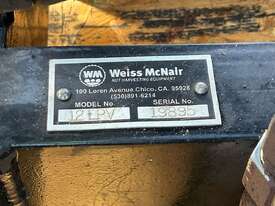 WM
Weiss McNair
NUT HARVESTING EQUIPMENT
100 Loren Avenue, Chico, CA. 95928
(530)891-6214
MODEL No. SERIAL No.
19895